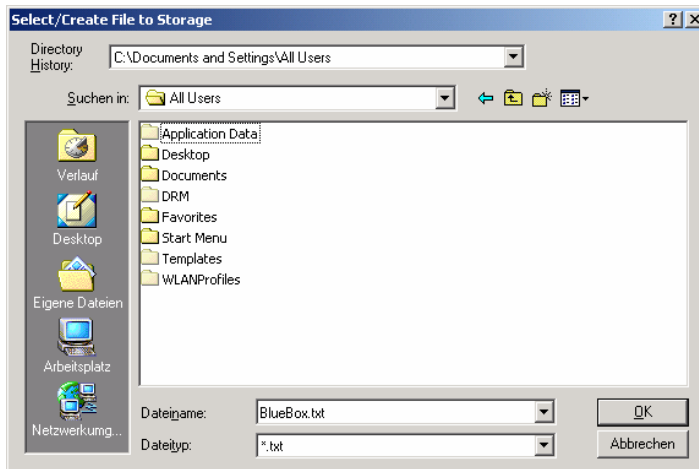 Select/Create File to Storage
Directory
History:
C:\Documents and Settings\All Users
Suchen in:
All Users
Verlauf
Desktop
Eigene Dateien
Arbeitsplatz
Netzwerkumg...
Application Data
Desktop
Documents
DRM
Favorites
Start Menu
Templates
WLANProfiles
Dateiname:
BlueBox.txt
OK
Dateityp:
*.txt
Abbrechen